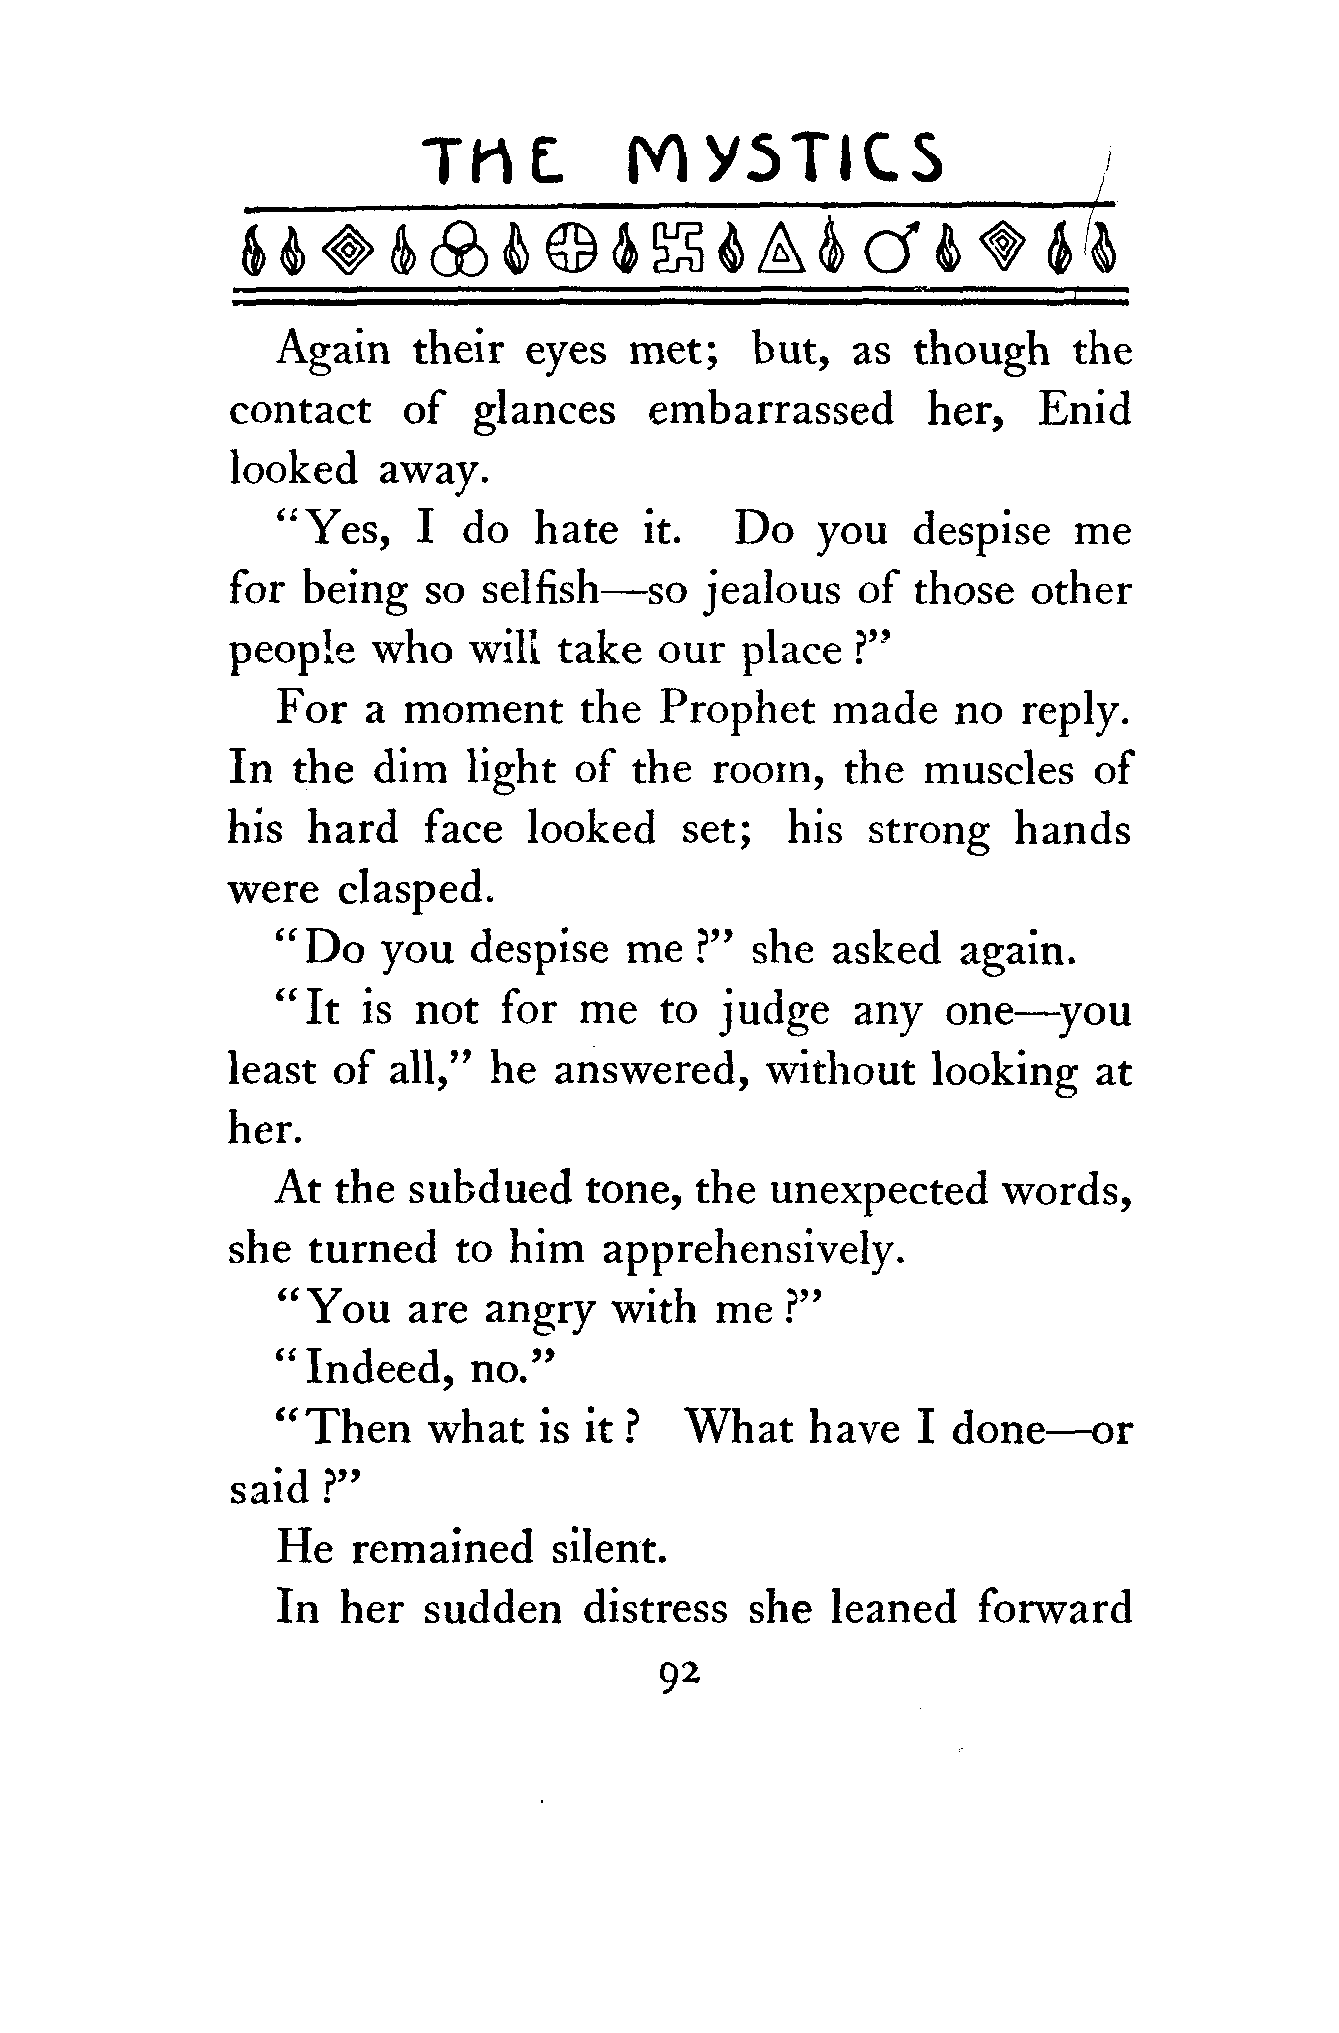 THE MYSTICS
Again their eyes met; but, as though the
contact of glances embarrassed her, Enid
looked away.
“Yes, I do hate it. Do you despise me
for being so selfish—so jealous of those other
people who will take our place?”
For a moment the Prophet made no reply.
In the dim light of the room, the muscles of
his hard face looked set; his strong hands
were clasped.
“Do you despise me?” she asked again.
“It is not for me to judge any one—you
least of all,” he answered, without looking at
her.
At the subdued tone, the unexpected words,
she turned to him apprehensively.
“You are angry with me?”
“Indeed, no.”
“Then what is it? What have I done—or
said?”
He remained silent.
In her sudden distress she leaned forward
92